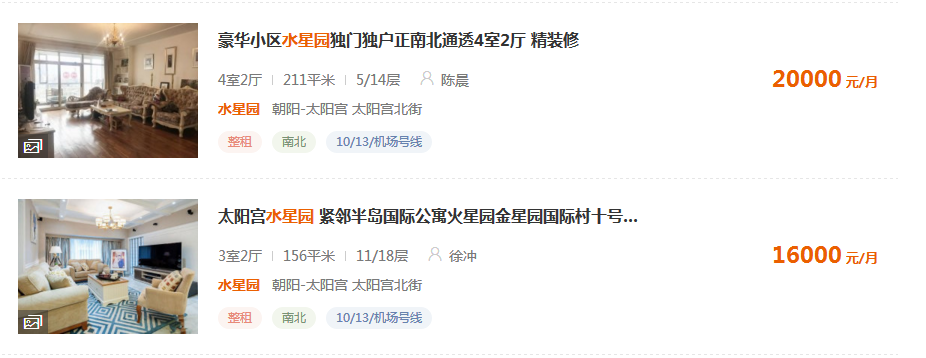 豪华小区水星园独门独户正南北通透4室2厅 精装修
4室2厅 211平米 5/14层 陈晨
20000 元/月
水星园 朝阳-太阳宫 太阳宫北街
整租 南北 10/13/机场号线
太阳宫水星园 紧邻半岛国际公寓火星园金星园国际村十号...
3室2厅 156平米 11/18层 徐冲
16000 元/月
水星园 朝阳-太阳宫 太阳宫北街
整租 南北 10/13/机场号线